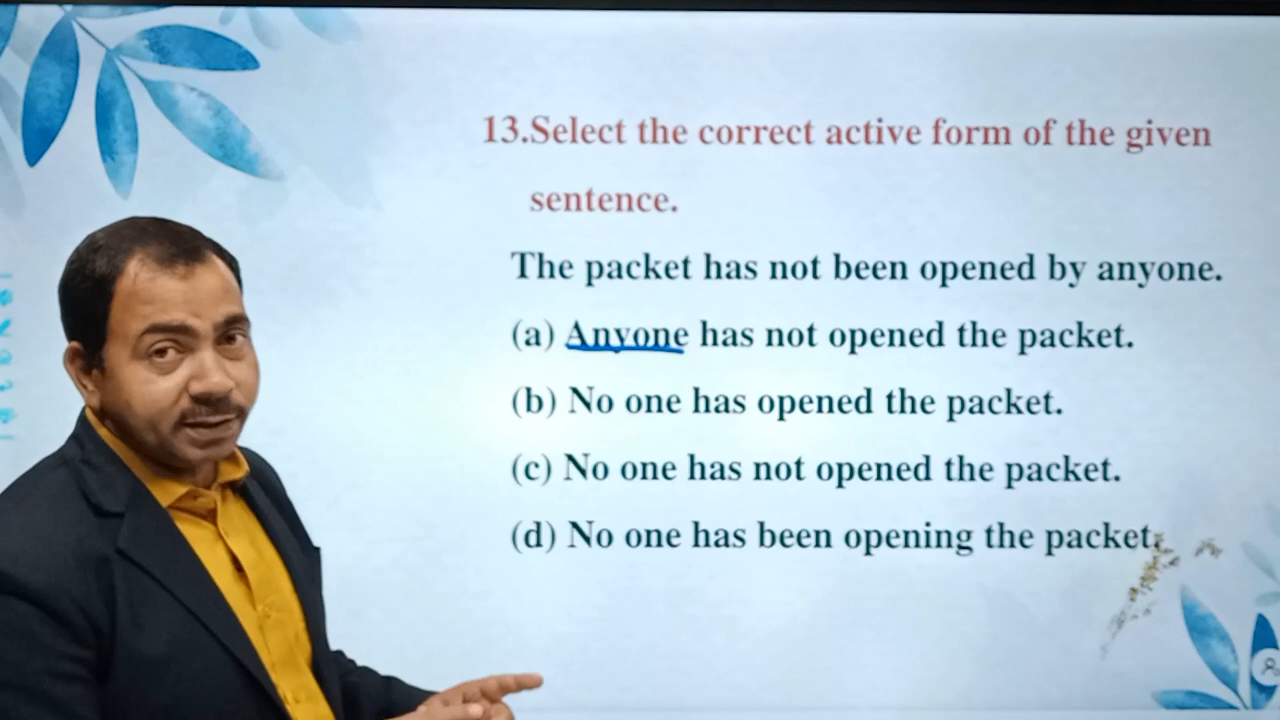 13.Select the correct active form of the given
sentence.
The packet has not been opened by anyone.
(a) Anyone has not opened the packet.
(b) No one has opened the packet.
(c) No one has not opened the packet.
(d) No one has been opening the packet.